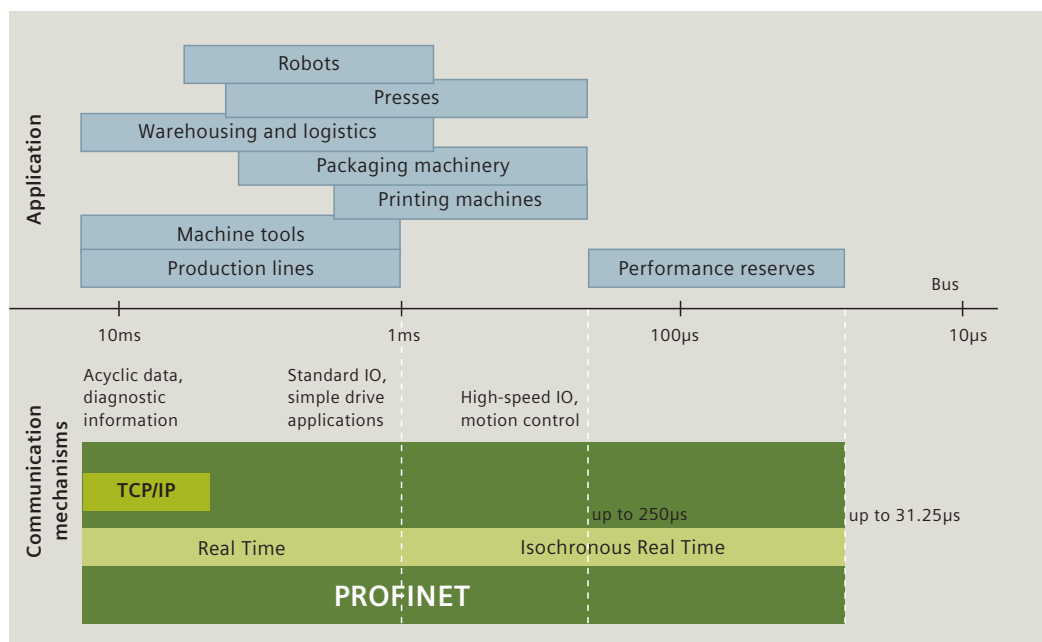 Application
Robots
Presses
Warehousing and logistics
Packaging machinery
Printing machines
Machine tools
Production lines
Performance reserves
Bus
10ms
1ms
100µs
10µs
Communication
mechanisms
Acyclic data,
diagnostic
information
Standard IO,
simple drive
applications
High-speed IO,
motion control
TCP/IP
up to 250µs
up to 31.25µs
Real Time
Isochronous Real Time
PROFINET